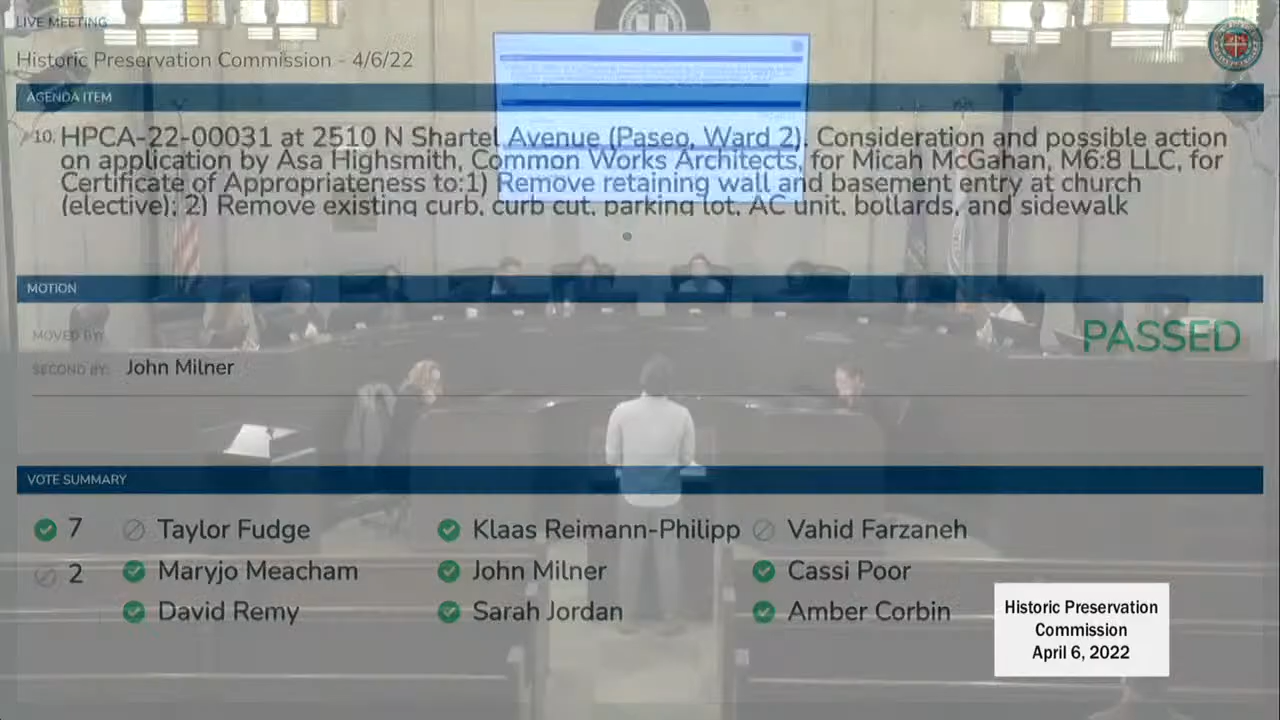 LIVE MEETING
Historic Preservation Commission - 4/6/22
AGENDA ITEM
10. HPCA-22-00031 at 2510 N Shartel Avenue (Paseo, Ward 2). Consideration and possible action
on application by Asa Highsmith, Common Works Architects, for Micah McGahan, M6:8 LLC, for
Certificate of Appropriateness to:1) Remove retaining wall and basement entry at church
(elective); 2) Remove existing curb, curb cut, parking lot, AC unit, bollards, and sidewalk
MOTION
MOVED BY:
PASSED
SECOND BY: John Milner
VOTE SUMMARY
7 Taylor Fudge Klaas Reimann-Philipp Vahid Farzaneh
2 Maryjo Meacham John Milner Cassi Poor
David Remy Sarah Jordan Amber Corbin
Historic Preservation
Commission
April 6, 2022